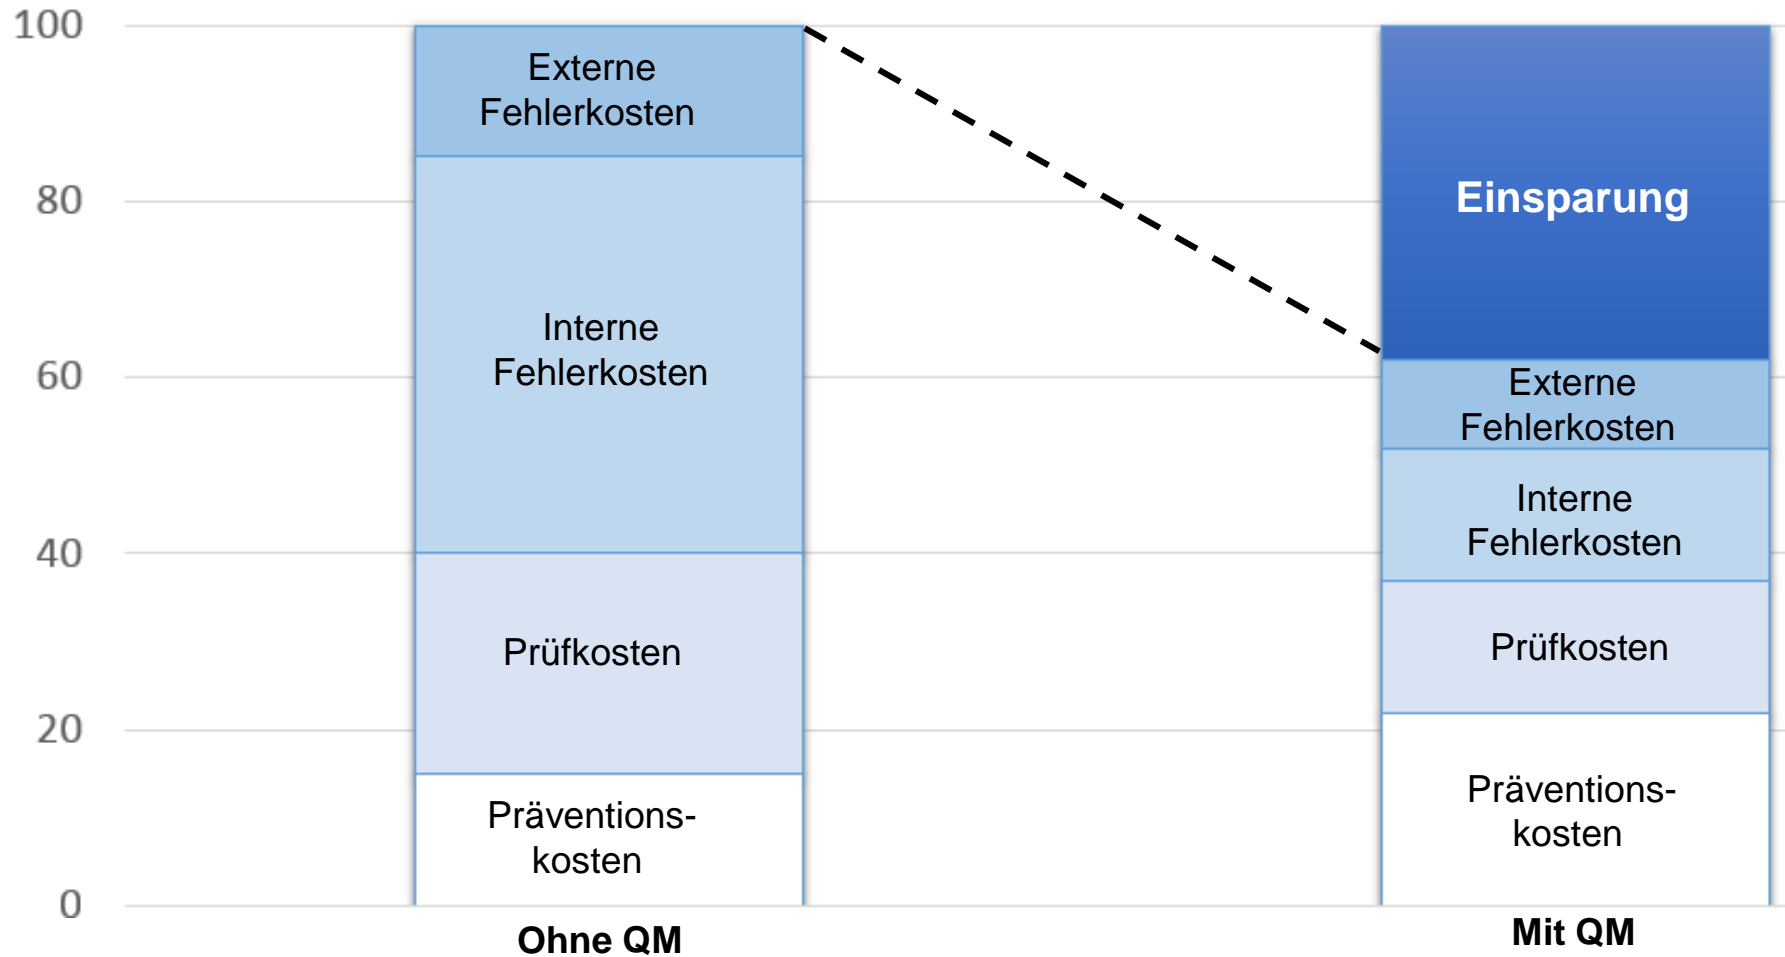 100
80
60
40
20
0
Externe
Fehlerkosten
Interne
Fehlerkosten
Prüfkosten
Präventions-
kosten
Ohne QM
Einsparung
Externe
Fehlerkosten
Interne
Fehlerkosten
Prüfkosten
Präventions-
kosten
Mit QM